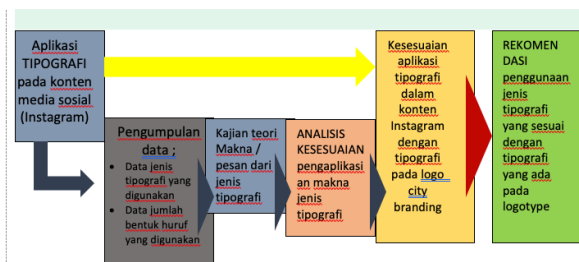 Aplikasi
TIPOGRAFI
pada konten
media sosial
(Instagram)
Pengumpulan
data ;
• Data jenis
tipografi yang
digunakan
• Data jumlah
bentuk huruf
yang digunakan
Kajian teori
Makna /
pesan dari
jenis
tipografi
ANALISIS
KESESUAIAN
pengaplikasi
an makna
jenis
tipografi
Kesesuaian
aplikasi
tipografi
dalam
konten
Instagram
dengan
tipografi
pada logo
city
branding
REKOMEN
DASI
penggunaan
jenis
tipografi
yang sesuai
dengan
tipografi
yang ada
pada
logotype